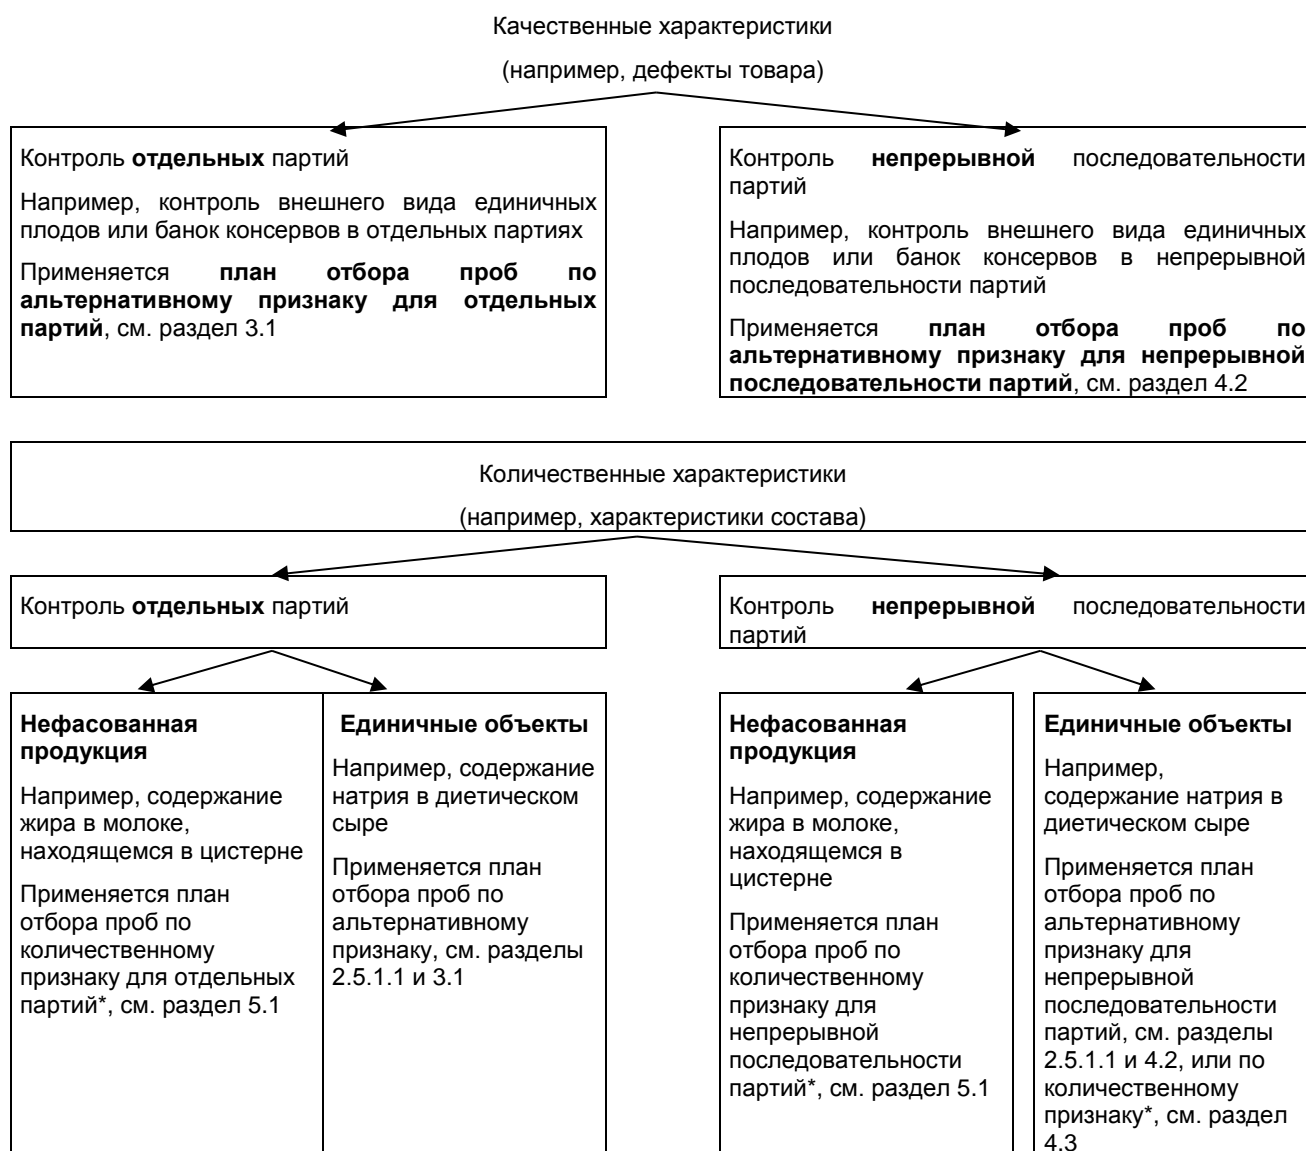 Качественные характеристики
(например, дефекты товара)
Контроль отдельных партий
Например, контроль внешнего вида единичных
плодов или банок консервов в отдельных партиях
Применяется план отбора проб по
альтернативному признаку для отдельных
партий, см. раздел 3.1
Контроль непрерывной последовательности
партий
Например, контроль внешнего вида единичных
плодов или банок консервов в непрерывной
последовательности партий
Применяется план отбора проб по
альтернативному признаку для непрерывной
последовательности партий, см. раздел 4.2
Количественные характеристики
(например, характеристики состава)
Контроль отдельных партий
Контроль непрерывной последовательности
партий
Нефасованная
продукция
Например, содержание
жира в молоке,
находящемся в цистерне
Применяется план
отбора проб по
количественному
признаку для отдельных
партий*, см. раздел 5.1
Единичные объекты
Например, содержание
натрия в диетическом
сыре
Применяется план
отбора проб по
альтернативному
признаку, см. разделы
2.5.1.1 и 3.1
Нефасованная
продукция
Например, содержание
жира в молоке,
находящемся в
цистерне
Применяется план
отбора проб по
количественному
признаку для
непрерывной
последовательности
партий*, см. раздел 5.1
Единичные объекты
Например,
содержание натрия в
диетическом сыре
Применяется план
отбора проб по
альтернативному
признаку для
непрерывной
последовательности
партий, см. разделы
2.5.1.1 и 4.2, или по
количественному
признаку*, см. раздел
4.3